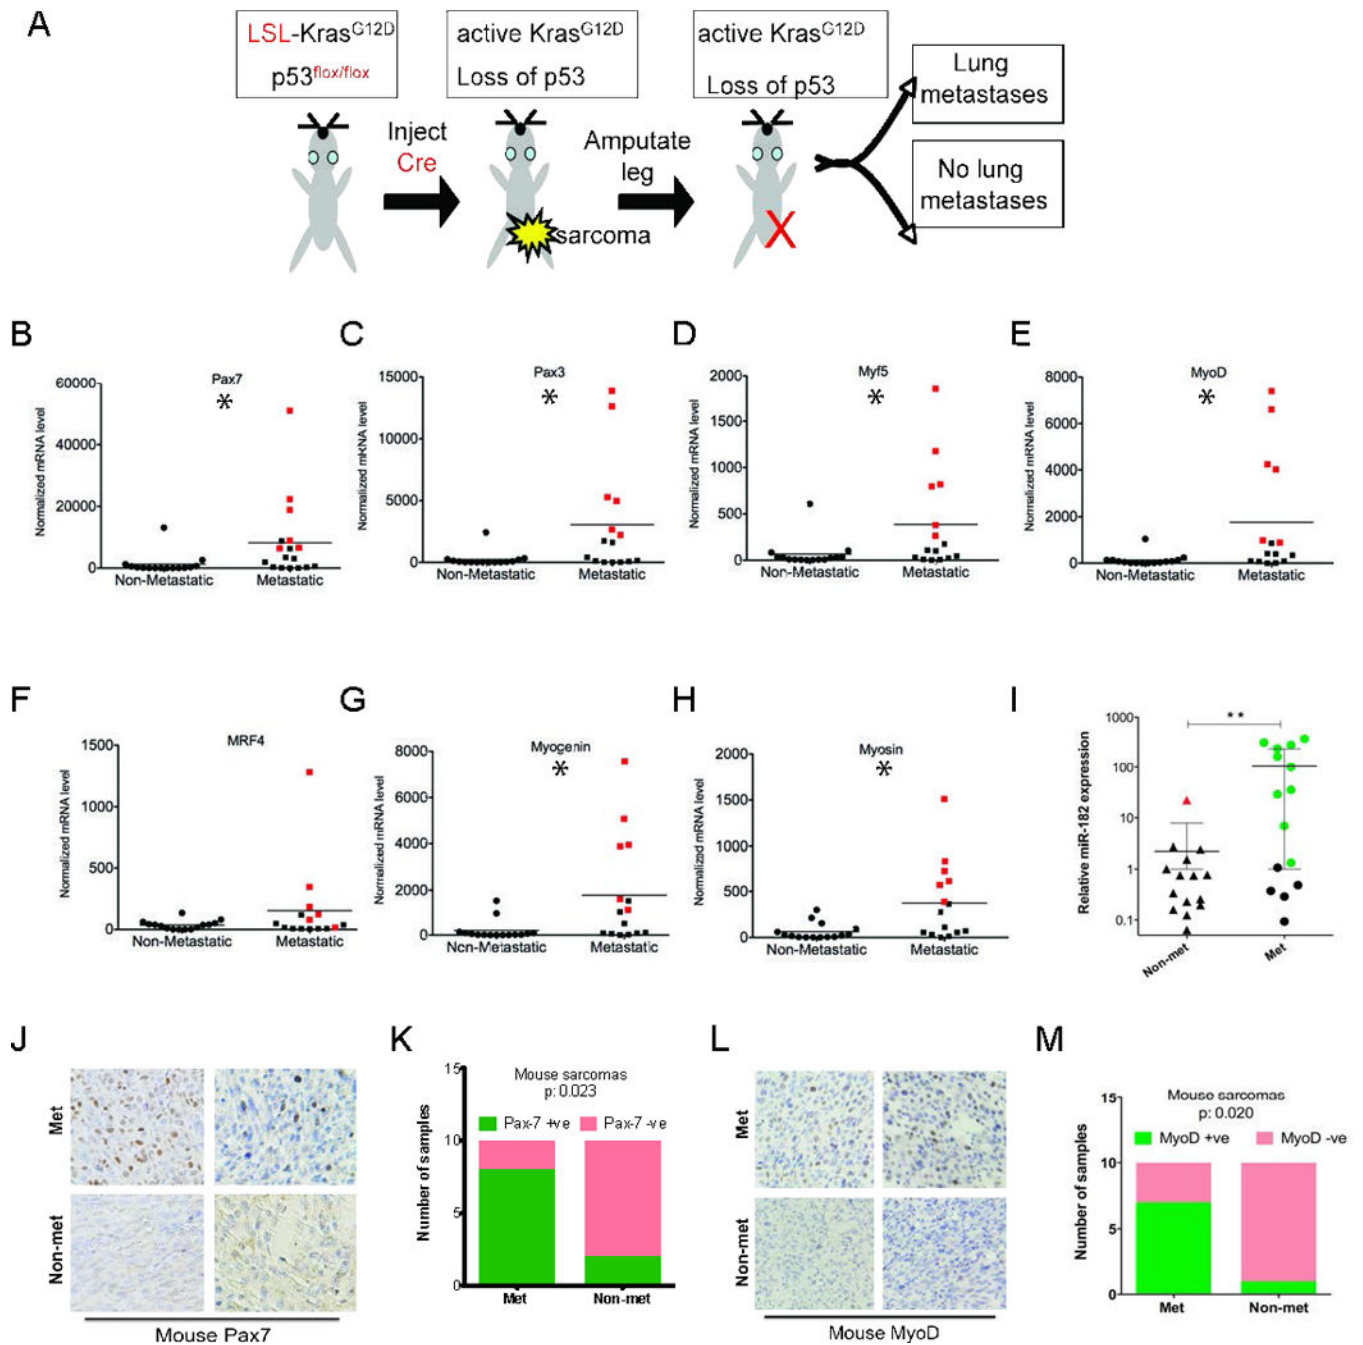 A
LSL-KrasG12D
p53flox/flox
active KrasG12D
Loss of p53
active KrasG12D
Loss of p53
Lung
metastases
No lung
metastases
Inject
Cre
Amputate
leg
sarcoma
B
Pax7
*
Normalized mRNA level
60000
40000
20000
0
Non-Metastatic
Metastatic
C
Pax3
*
Normalized mRNA level
15000
10000
5000
0
Non-Metastatic
Metastatic
D
Myf5
*
Normalized mRNA level
2000
1500
1000
500
0
Non-Metastatic
Metastatic
E
MyoD
*
Normalized mRNA level
8000
6000
4000
2000
0
Non-Metastatic
Metastatic
F
MRF4
Normalized mRNA level
1500
1000
500
0
Non-Metastatic
Metastatic
G
Myogenin
*
Normalized mRNA level
8000
6000
4000
2000
0
Non-Metastatic
Metastatic
H
Myosin
*
Normalized mRNA level
2000
1500
1000
500
0
Non-Metastatic
Metastatic
I
**
Relative miR-182 expression
1000
100
10
1
0.1
Non-met
Met
J
Met
Non-met
Mouse Pax7
K
Mouse sarcomas
p: 0.023
Pax-7 +ve
Pax-7 -ve
Number of samples
15
10
5
0
Met
Non-met
L
Met
Non-met
Mouse MyoD
M
Mouse sarcomas
p: 0.020
MyoD +ve
MyoD -ve
Number of samples
15
10
5
0
Met
Non-met